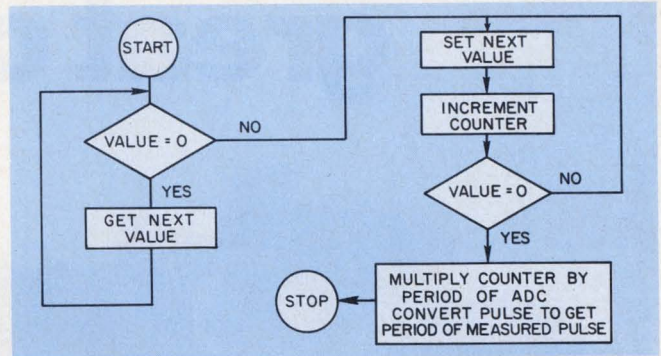 START
VALUE = 0
NO
YES
GET NEXT
VALUE
SET NEXT
VALUE
INCREMENT
COUNTER
VALUE = 0
NO
YES
MULTIPLY COUNTER BY
PERIOD OF ADC
CONVERT PULSE TO GET
PERIOD OF MEASURED PULSE
STOP